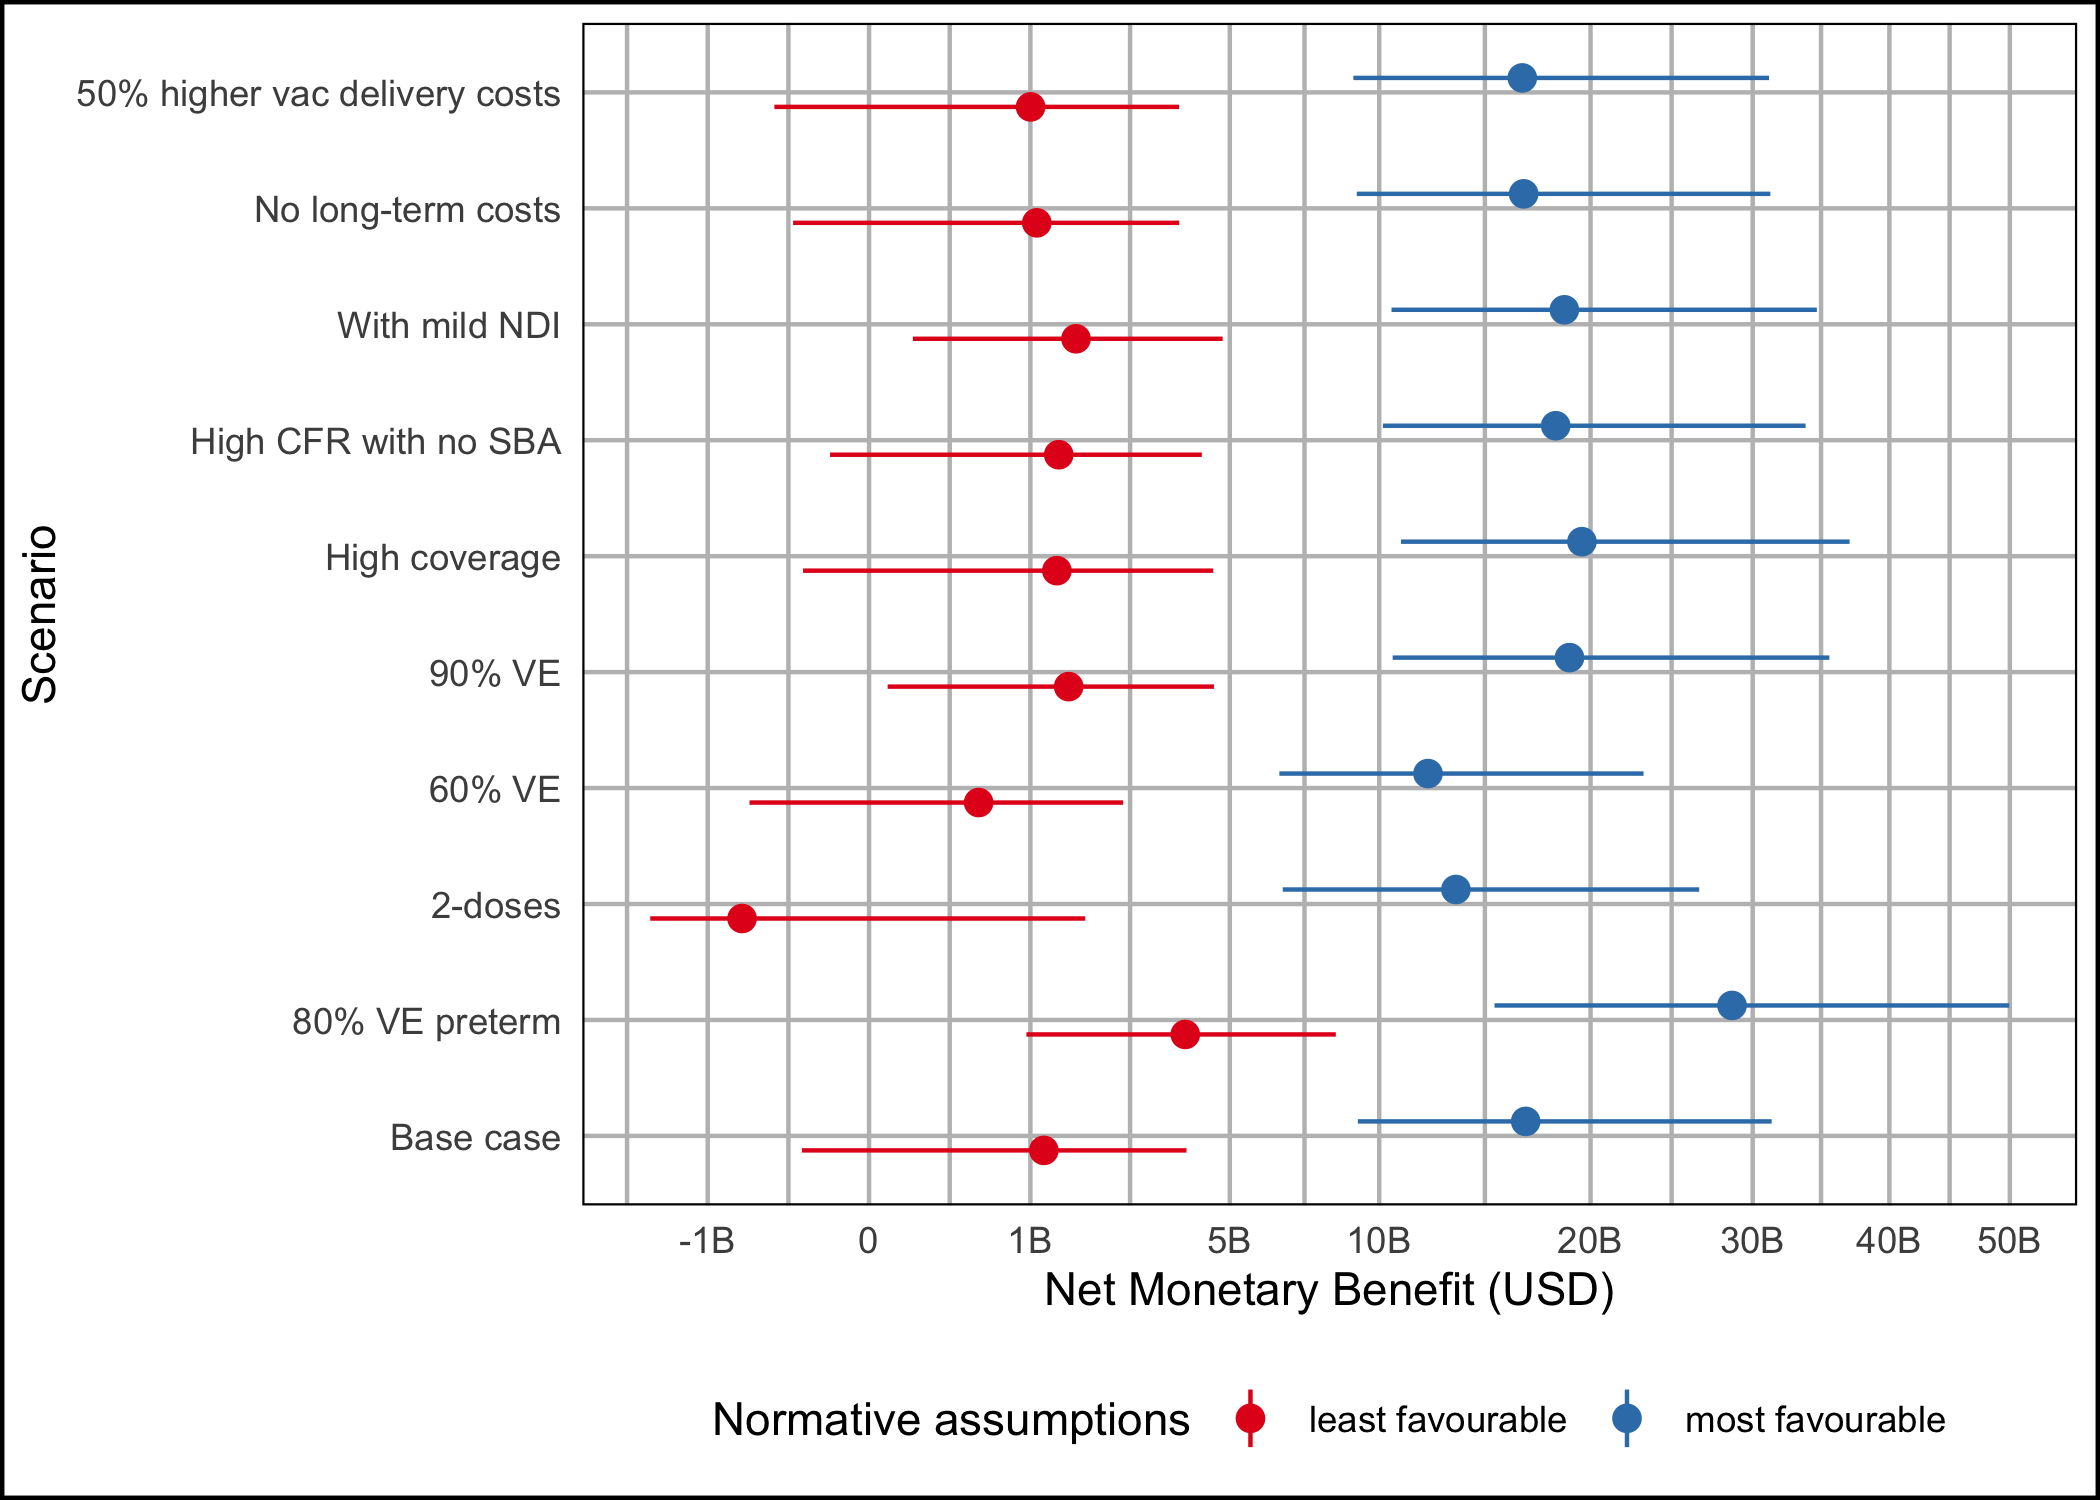 50% higher vac delivery costs
No long-term costs
With mild NDI
High CFR with no SBA
High coverage
90% VE
60% VE
2-doses
80% VE preterm
Base case
Scenario
-1B 0 1B 5B 10B 20B 30B 40B 50B
Net Monetary Benefit (USD)
Normative assumptions least favourable most favourable